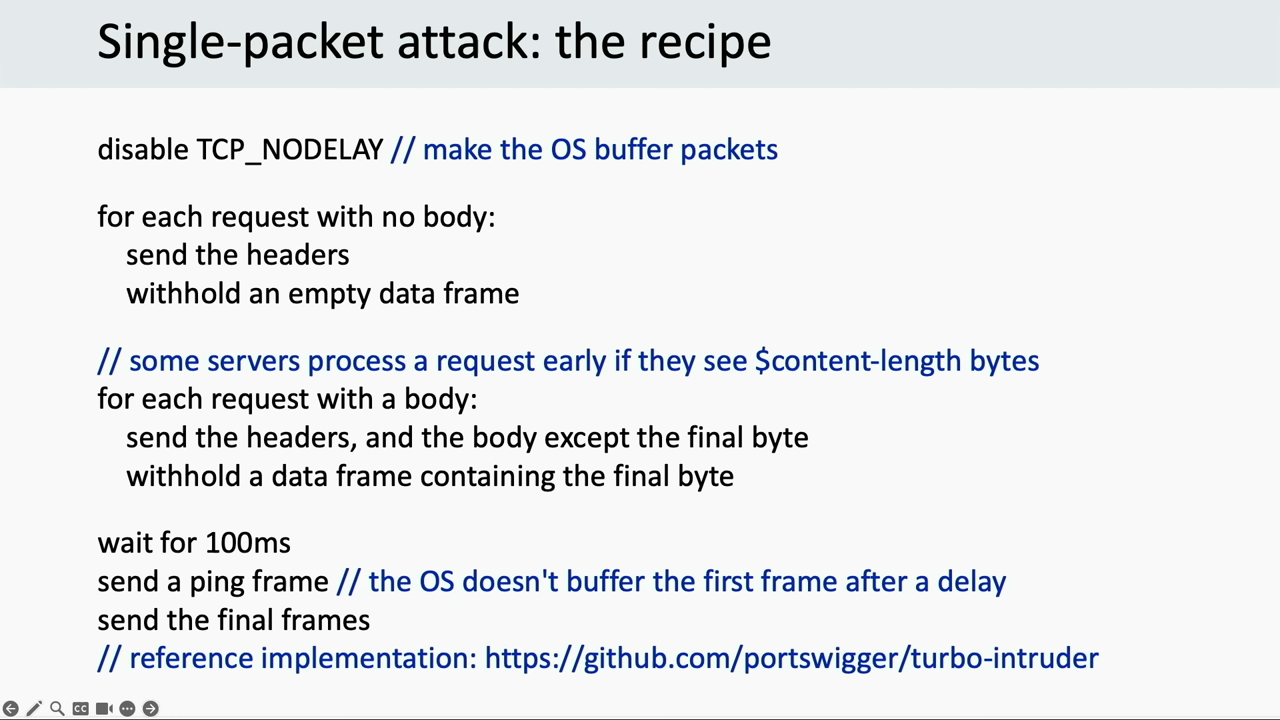 Single-packet attack: the recipe
disable TCP_NODELAY // make the OS buffer packets
for each request with no body:
send the headers
withhold an empty data frame
// some servers process a request early if they see $content-length bytes
for each request with a body:
send the headers, and the body except the final byte
withhold a data frame containing the final byte
wait for 100ms
send a ping frame // the OS doesn't buffer the first frame after a delay
send the final frames
// reference implementation: https://github.com/portswigger/turbo-intruder
CC